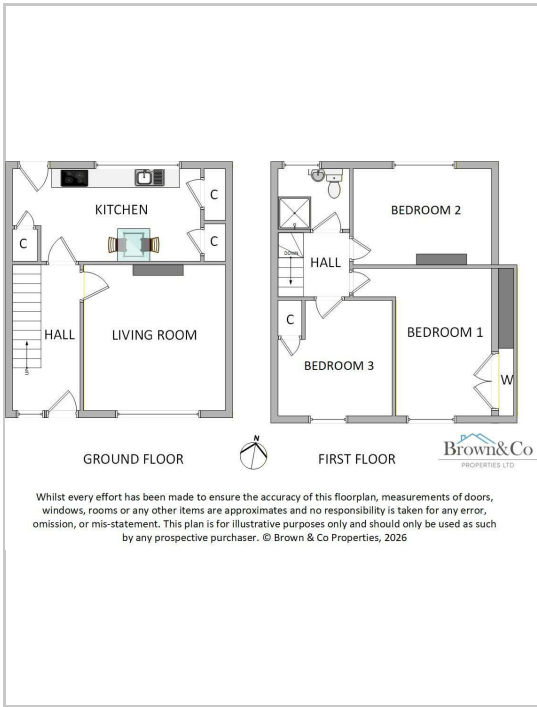 KITCHEN
C
C
C
HALL
LIVING ROOM
S
BEDROOM 2
DOWN
HALL
C
BEDROOM 3
BEDROOM 1
W
GROUND FLOOR
N
FIRST FLOOR
Brown&Co
PROPERTIES LTD
Whilst every effort has been made to ensure the accuracy of this floorplan, measurements of doors,
windows, rooms or any other items are approximates and no responsibility is taken for any error,
omission, or mis-statement. This plan is for illustrative purposes only and should only be used as such
by any prospective purchaser. © Brown & Co Properties, 2026